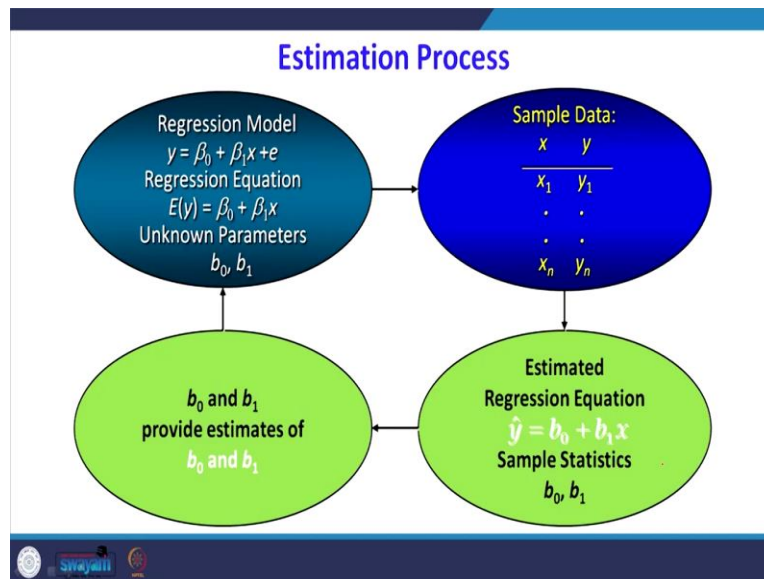 Estimation Process
Regression Model
y = β₀ + β₁x +e
Regression Equation
E(y) = β₀ + β₁x
Unknown Parameters
b₀, b₁
Sample Data:
x y
x₁ y₁
. .
. .
xₙ yₙ
Estimated
Regression Equation
ŷ = b₀ + b₁x
Sample Statistics
b₀, b₁
b₀ and b₁
provide estimates of
b₀ and b₁
swayam